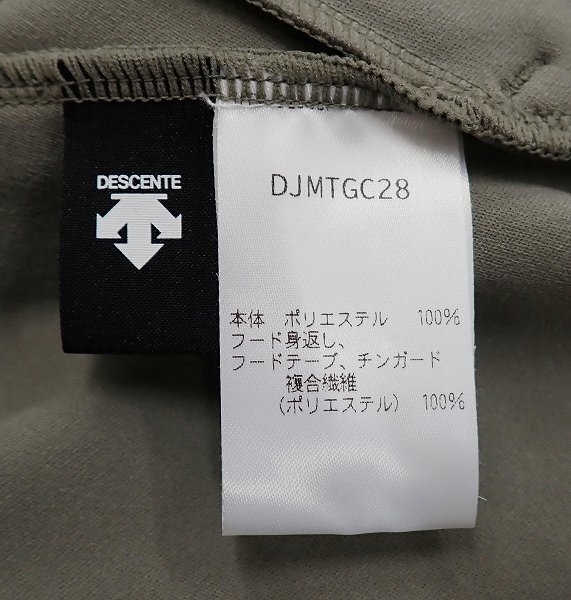 DESCENTE
DJMTGC28
本体 ポリエステル 100%
フード身返し、
フードテープ、チンガード
複合繊維
(ポリエステル) 100%